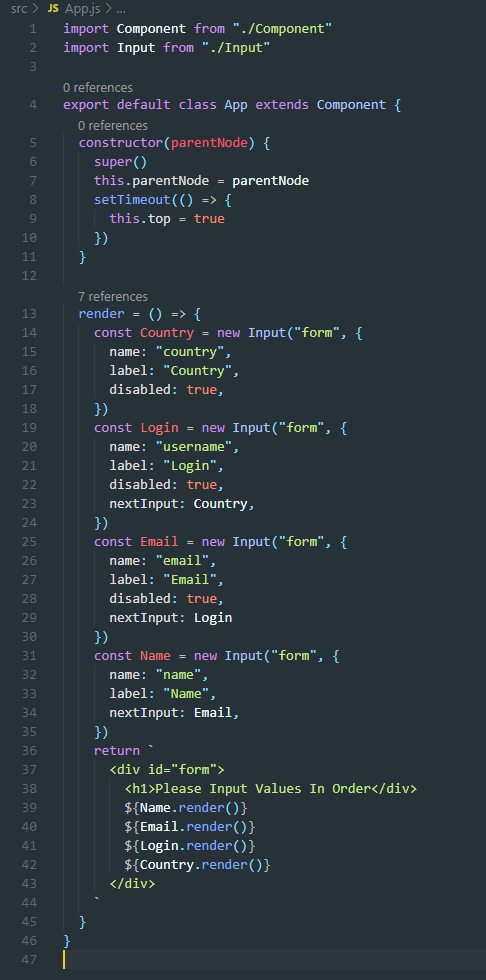 src > JS App.js > ...
1 import Component from "./Component"
2 import Input from "./Input"
3
0 references
4 export default class App extends Component {
0 references
5   constructor(parentNode) {
6     super()
7     this.parentNode = parentNode
8     setTimeout(() => {
9       this.top = true
10     })
11   }
12
7 references
13   render = () => {
14     const Country = new Input("form", {
15       name: "country",
16       label: "Country",
17       disabled: true,
18     })
19     const Login = new Input("form", {
20       name: "username",
21       label: "Login",
22       disabled: true,
23       nextInput: Country,
24     })
25     const Email = new Input("form", {
26       name: "email",
27       label: "Email",
28       disabled: true,
29       nextInput: Login
30     })
31     const Name = new Input("form", {
32       name: "name",
33       label: "Name",
34       nextInput: Email,
35     })
36     return `
37       <div id="form">
38         <h1>Please Input Values In Order</div>
39         ${Name.render()}
40         ${Email.render()}
41         ${Login.render()}
42         ${Country.render()}
43       </div>
44     `
45   }
46 }
47